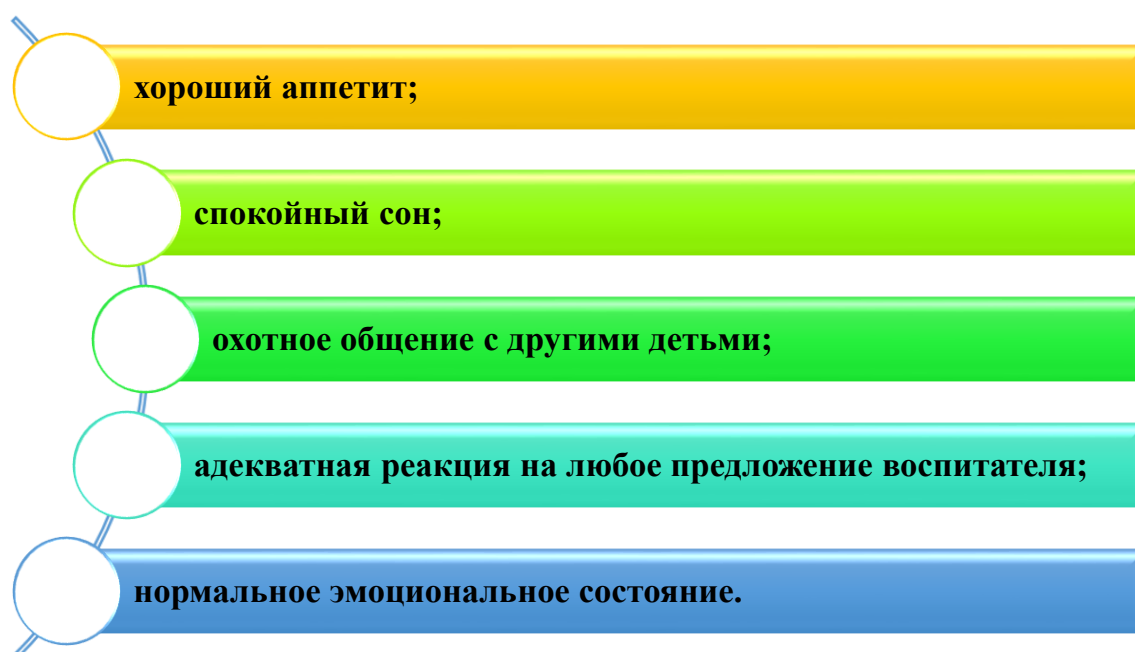 хороший аппетит;
спокойный сон;
охотное общение с другими детьми;
адекватная реакция на любое предложение воспитателя;
нормальное эмоциональное состояние.